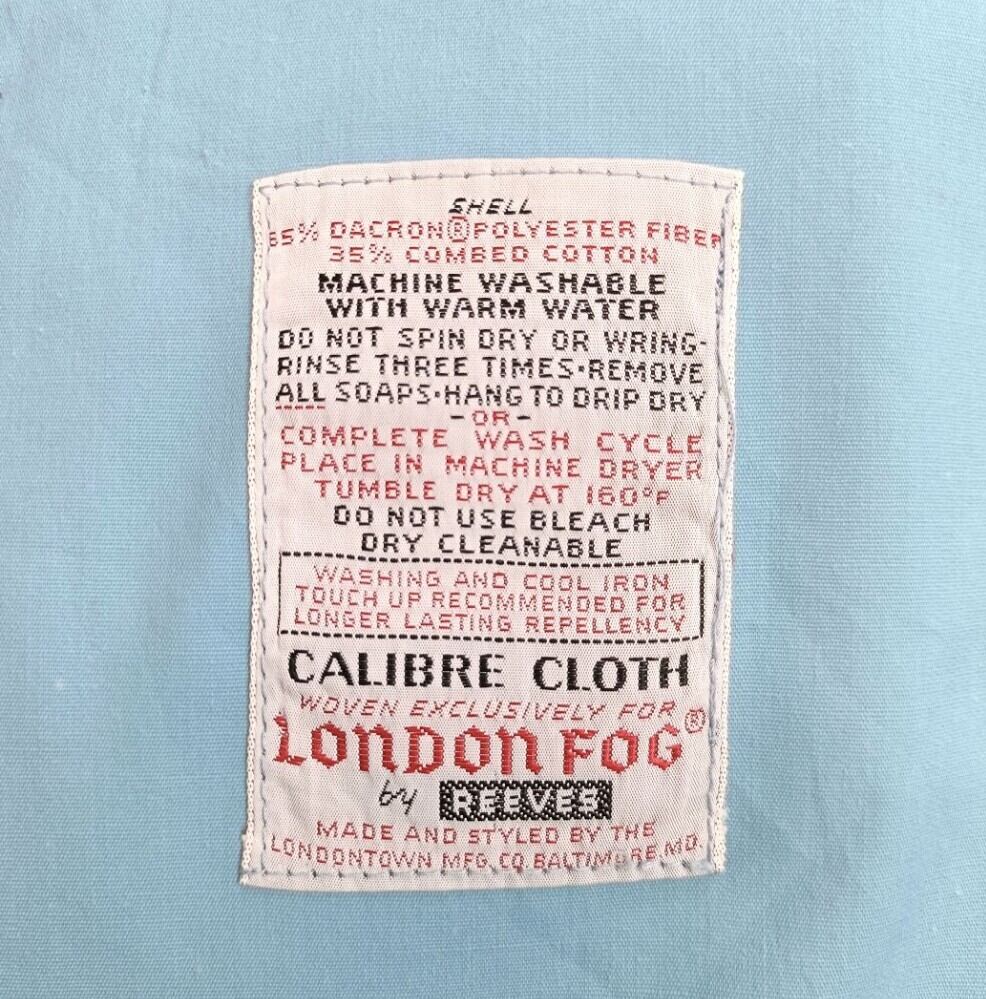 SHELL
65% DACRON® POLYESTER FIBER
35% COMBED COTTON
MACHINE WASHABLE
WITH WARM WATER
DO NOT SPIN DRY OR WRING-
RINSE THREE TIMES·REMOVE
ALL SOAPS·HANG TO DRIP DRY
-OR-
COMPLETE WASH CYCLE
PLACE IN MACHINE DRYER
TUMBLE DRY AT 160°F
DO NOT USE BLEACH
DRY CLEANABLE
WASHING AND COOL IRON
TOUCH UP RECOMMENDED FOR
LONGER LASTING REPELLENCY
CALIBRE CLOTH
WOVEN EXCLUSIVELY FOR
LONDON FOG®
by REEVES
MADE AND STYLED BY THE
LONDONTOWN MFG. CO. BALTIMORE MD.